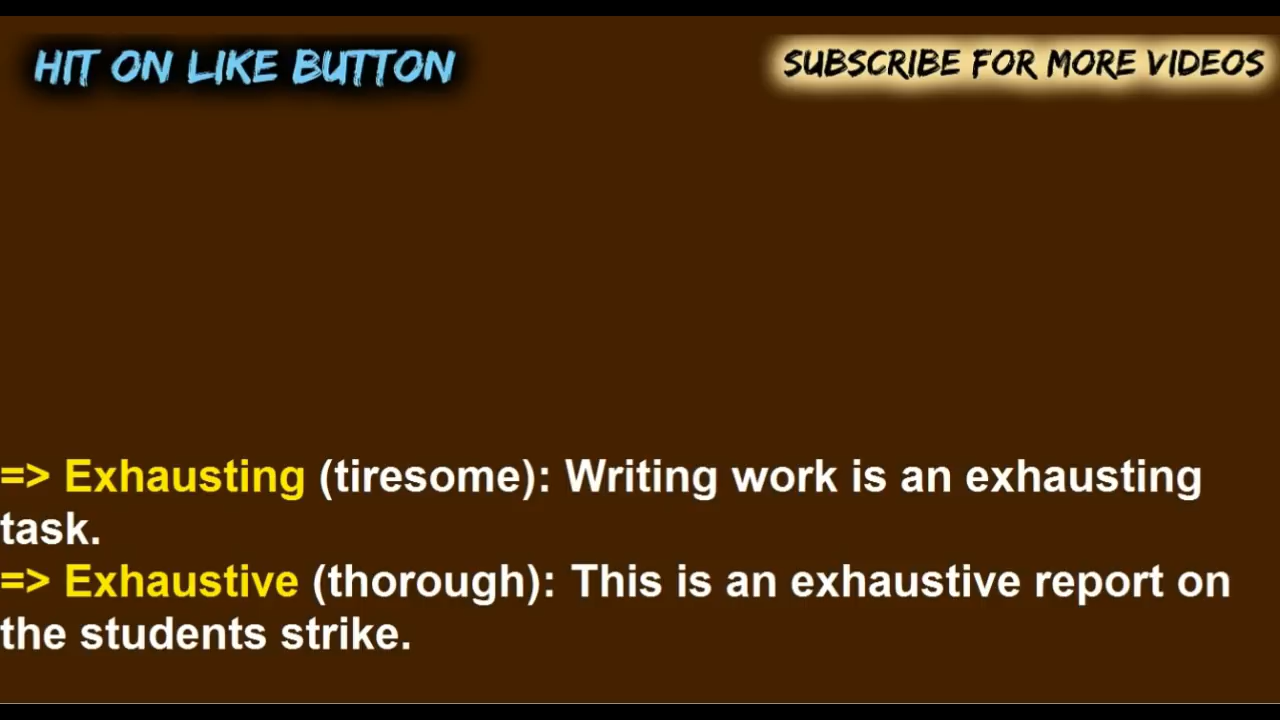 HIT ON LIKE BUTTON
SUBSCRIBE FOR MORE VIDEOS
=> Exhausting (tiresome): Writing work is an exhausting
task.
=> Exhaustive (thorough): This is an exhaustive report on
the students strike.